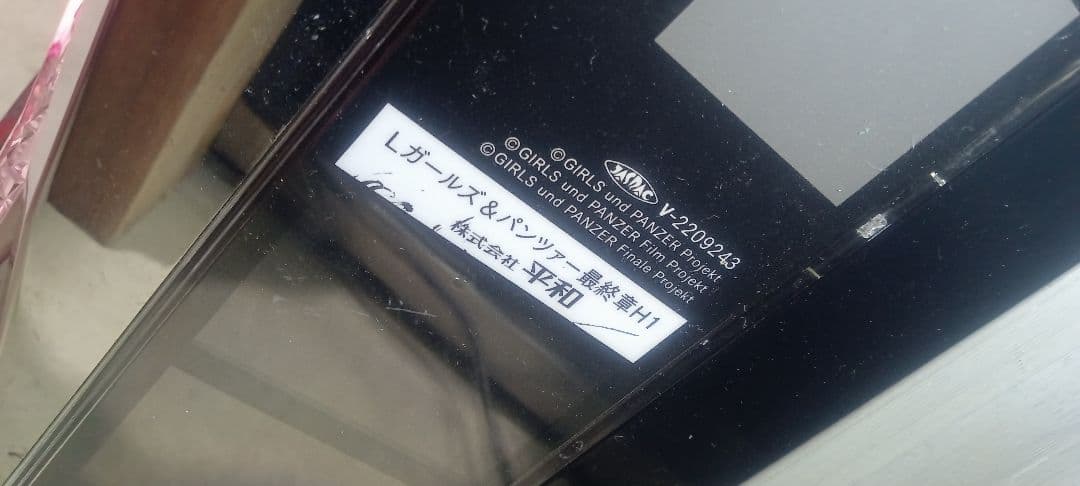 JASRAC
V-2209243
©GIRLS und PANZER Projekt
©GIRLS und PANZER Film Projekt
©GIRLS und PANZER Finale Projekt
Lガールズ&パンツァー最終章H1
株式会社 平和